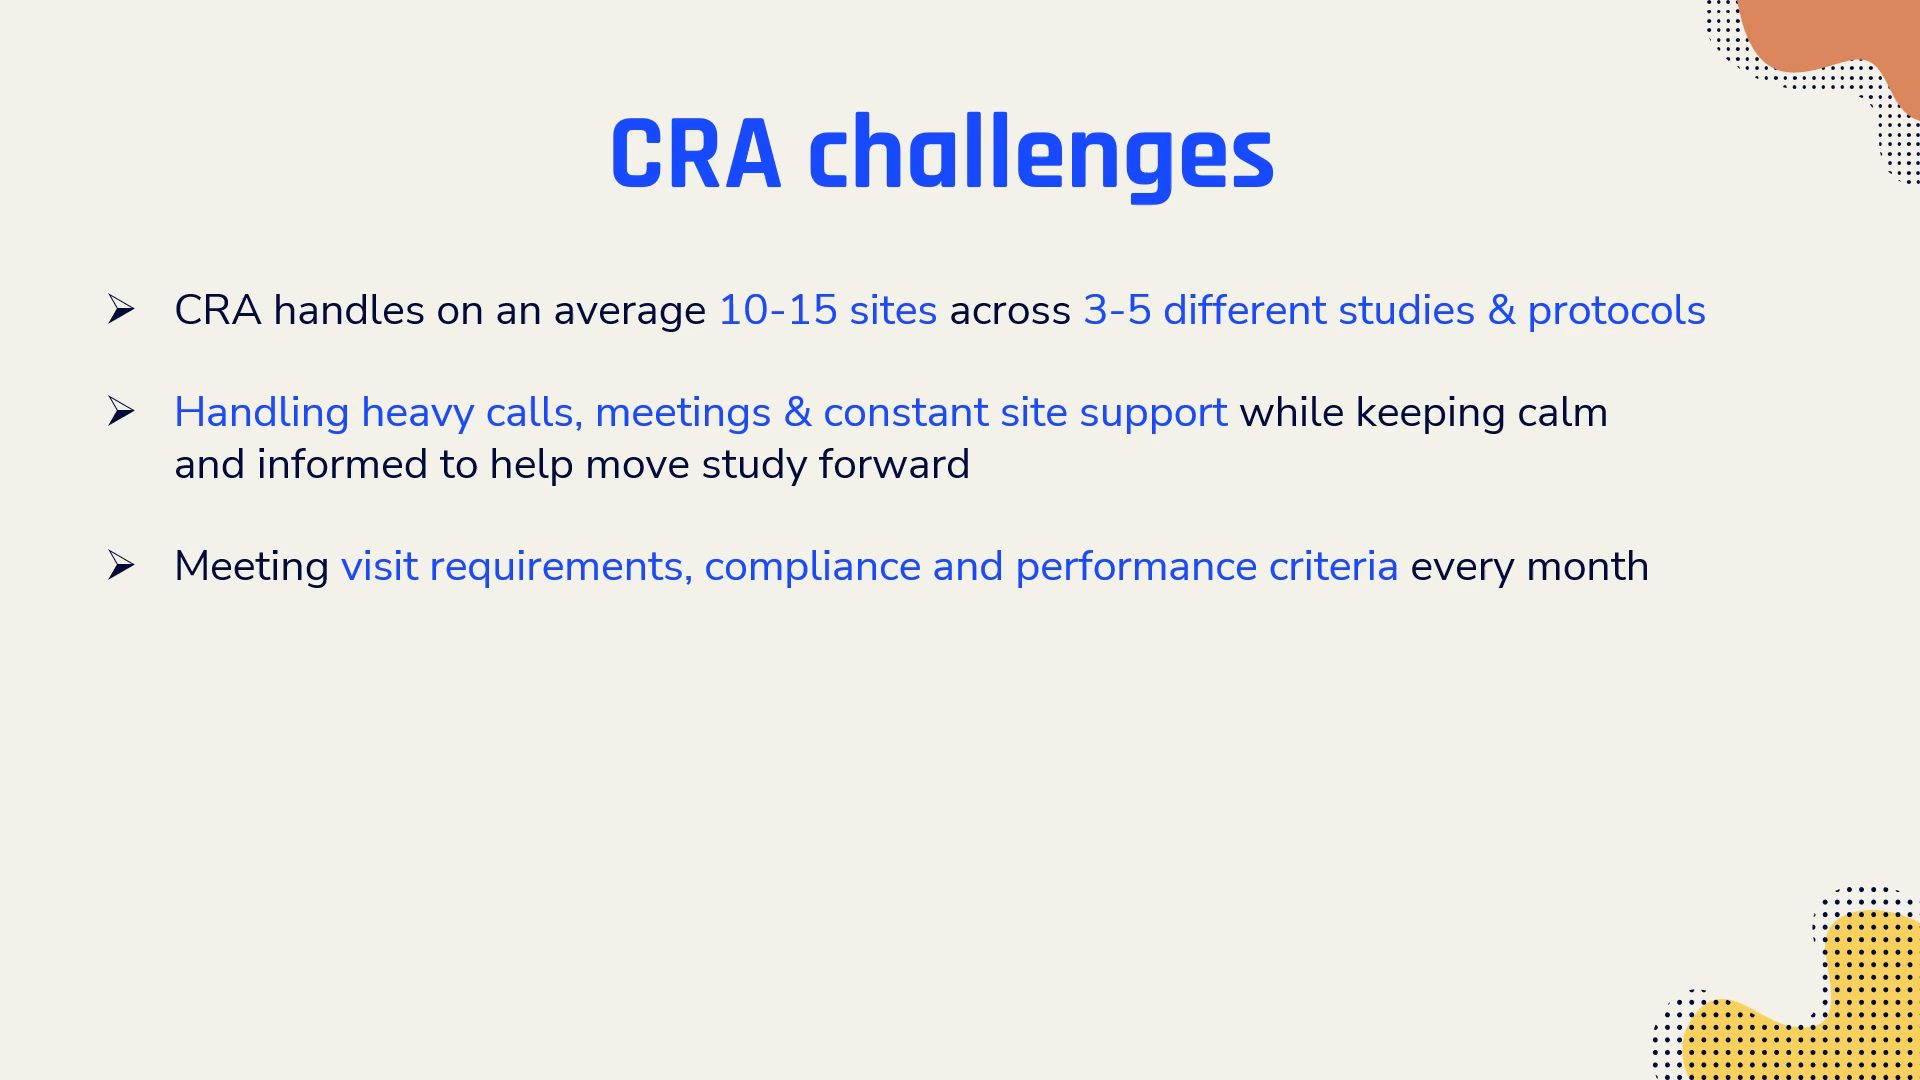 CRA challenges
➢ CRA handles on an average 10-15 sites across 3-5 different studies & protocols
➢ Handling heavy calls, meetings & constant site support while keeping calm
and informed to help move study forward
➢ Meeting visit requirements, compliance and performance criteria every month